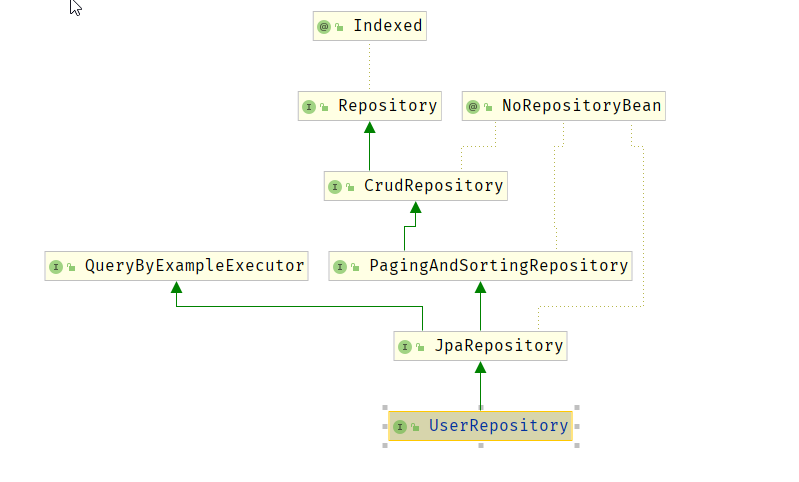 @ Indexed
I Repository
@ NoRepositoryBean
I CrudRepository
I QueryByExampleExecutor
I PagingAndSortingRepository
I JpaRepository
I UserRepository